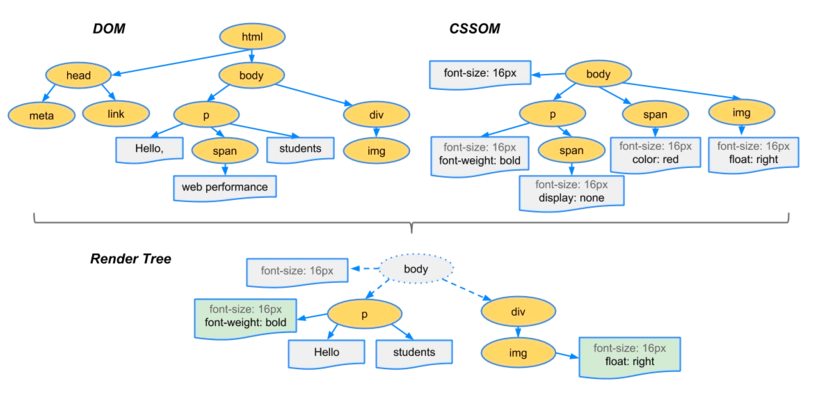 DOM
CSSOM
html
head
body
meta
link
p
div
Hello,
span
students
img
web performance
font-size: 16px
body
p
span
img
font-size: 16px
font-weight: bold
span
font-size: 16px
color: red
font-size: 16px
float: right
font-size: 16px
display: none
Render Tree
font-size: 16px
body
font-size: 16px
font-weight: bold
p
div
Hello
students
img
font-size: 16px
float: right